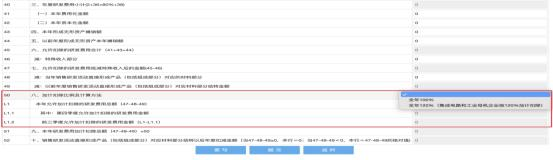 40 三、年度研发费用小计(2+36×80%+38) 0
41 (一) 本年费用化金额 0
42 (二) 本年资本化金额 0
43 四、本年形成无形资产摊销额 0
44 五、以前年度形成无形资产本年摊销额 0
45 六、允许扣除的研发费用合计 (41+43+44) 0
46 减: 特殊收入部分 0
47 七、允许扣除的研发费用抵减特殊收入后的金额(45-46) 0
48 减: 当年销售研发活动直接形成产品 (包括组成部分) 对应的材料部分 0
49 减: 以前年度销售研发活动直接形成产品 (包括组成部分) 对应材料部分结转金额 0
50 八、加计扣除比例及计算方法
L1 本年允许加计扣除的研发费用总额 (47-48-49)
全年100%
全年120% (集成电路和工业母机企业按120%加计扣除)
L1.1 其中: 第四季度允许加计扣除的研发费用金额 0
L1.2 前三季度允许加计扣除的研发费用金额 (L1-L1.1) 0
51 九、本年研发费用加计扣除总额 (47-48-49) ×50 0
52 十、销售研发活动直接形成产品 (包括组成部分) 对应材料部分结转以后年度扣减金额 (当47-48-49≥0, 本行=0; 当47-48-49<0, 本行=47-48-49的绝对值) 0